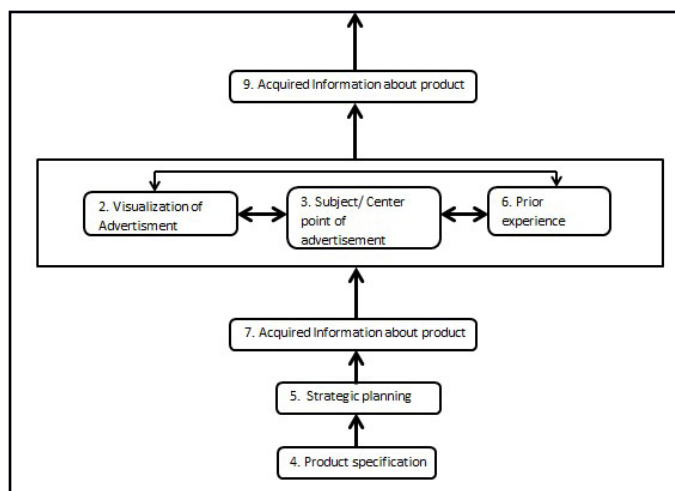 9. Acquired Information about product
2. Visualization of
Advertisment
3. Subject/ Center
point of
advertisement
6. Prior
experience
7. Acquired Information about product
5. Strategic planning
4. Product specification